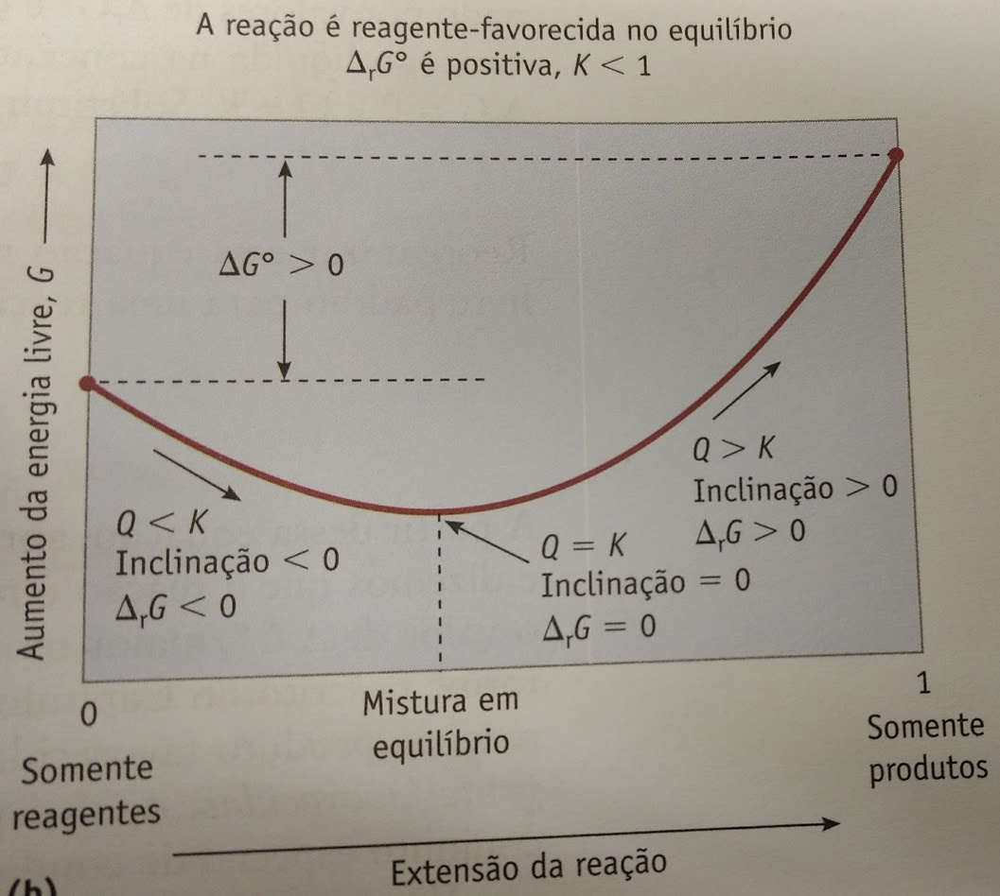 A reação é reagente-favorecida no equilíbrio
ΔrG° é positiva, K < 1
Aumento da energia livre, G
ΔG° > 0
Q < K
Inclinação < 0
ΔrG < 0
Q = K
Inclinação = 0
ΔrG = 0
Q > K
Inclinação > 0
ΔrG > 0
0
Somente
reagentes
Mistura em
equilíbrio
1
Somente
produtos
Extensão da reação
(b)